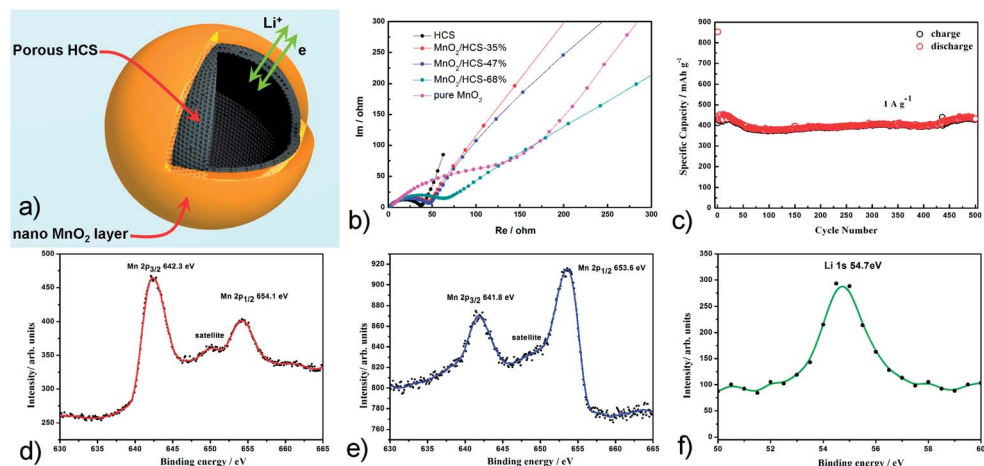 Porous HCS
Li+
e
nano MnO2 layer
a)
Im / ohm
300
250
200
150
100
50
0
HCS
MnO2/HCS-35%
MnO2/HCS-47%
MnO2/HCS-68%
pure MnO2
0 50 100 150 200 250 300
Re / ohm
b)
Specific Capacity / mAh g-1
900
800
700
600
500
400
300
200
100
0
charge
discharge
1 A g-1
0 100 200 300 400 500
Cycle Number
c)
Intensity/ arb. units
500
450
400
350
300
250
Mn 2p3/2 642.3 eV
Mn 2p1/2 654.1 eV
satellite
630 635 640 645 650 655 660 665
Binding energy / eV
d)
Intensity/ arb. units
920
900
880
860
840
820
800
780
760
Mn 2p3/2 641.8 eV
Mn 2p1/2 653.6 eV
satellite
630 635 640 645 650 655 660 665
Binding energy / eV
e)
Intensity/ arb. units
350
300
250
200
150
100
50
0
Li 1s 54.7eV
50 52 54 56 58 60
Binding energy / eV
f)